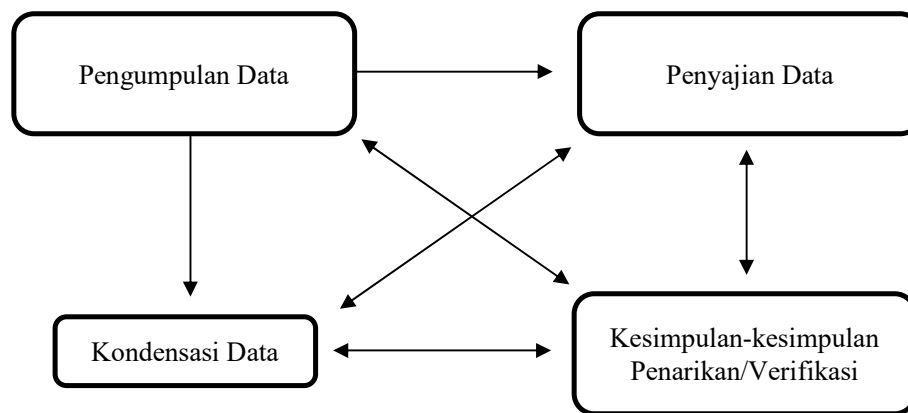 Pengumpulan Data
Penyajian Data
Kondensasi Data
Kesimpulan-kesimpulan
Penarikan/Verifikasi